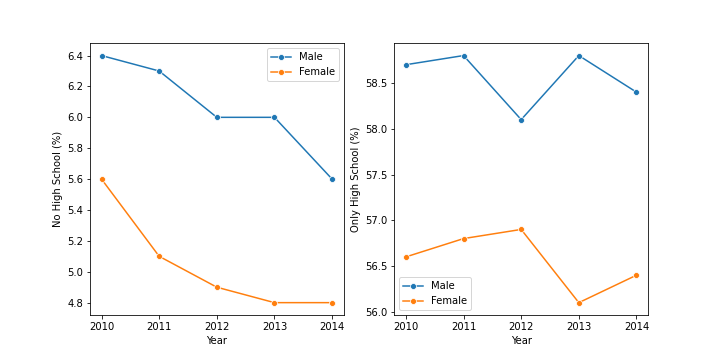 6.4
6.2
6.0
5.8
5.6
5.4
5.2
5.0
4.8
No High School (%)
2010 2011 2012 2013 2014
Year
Male
Female
58.5
58.0
57.5
57.0
56.5
56.0
Only High School (%)
2010 2011 2012 2013 2014
Year
Male
Female